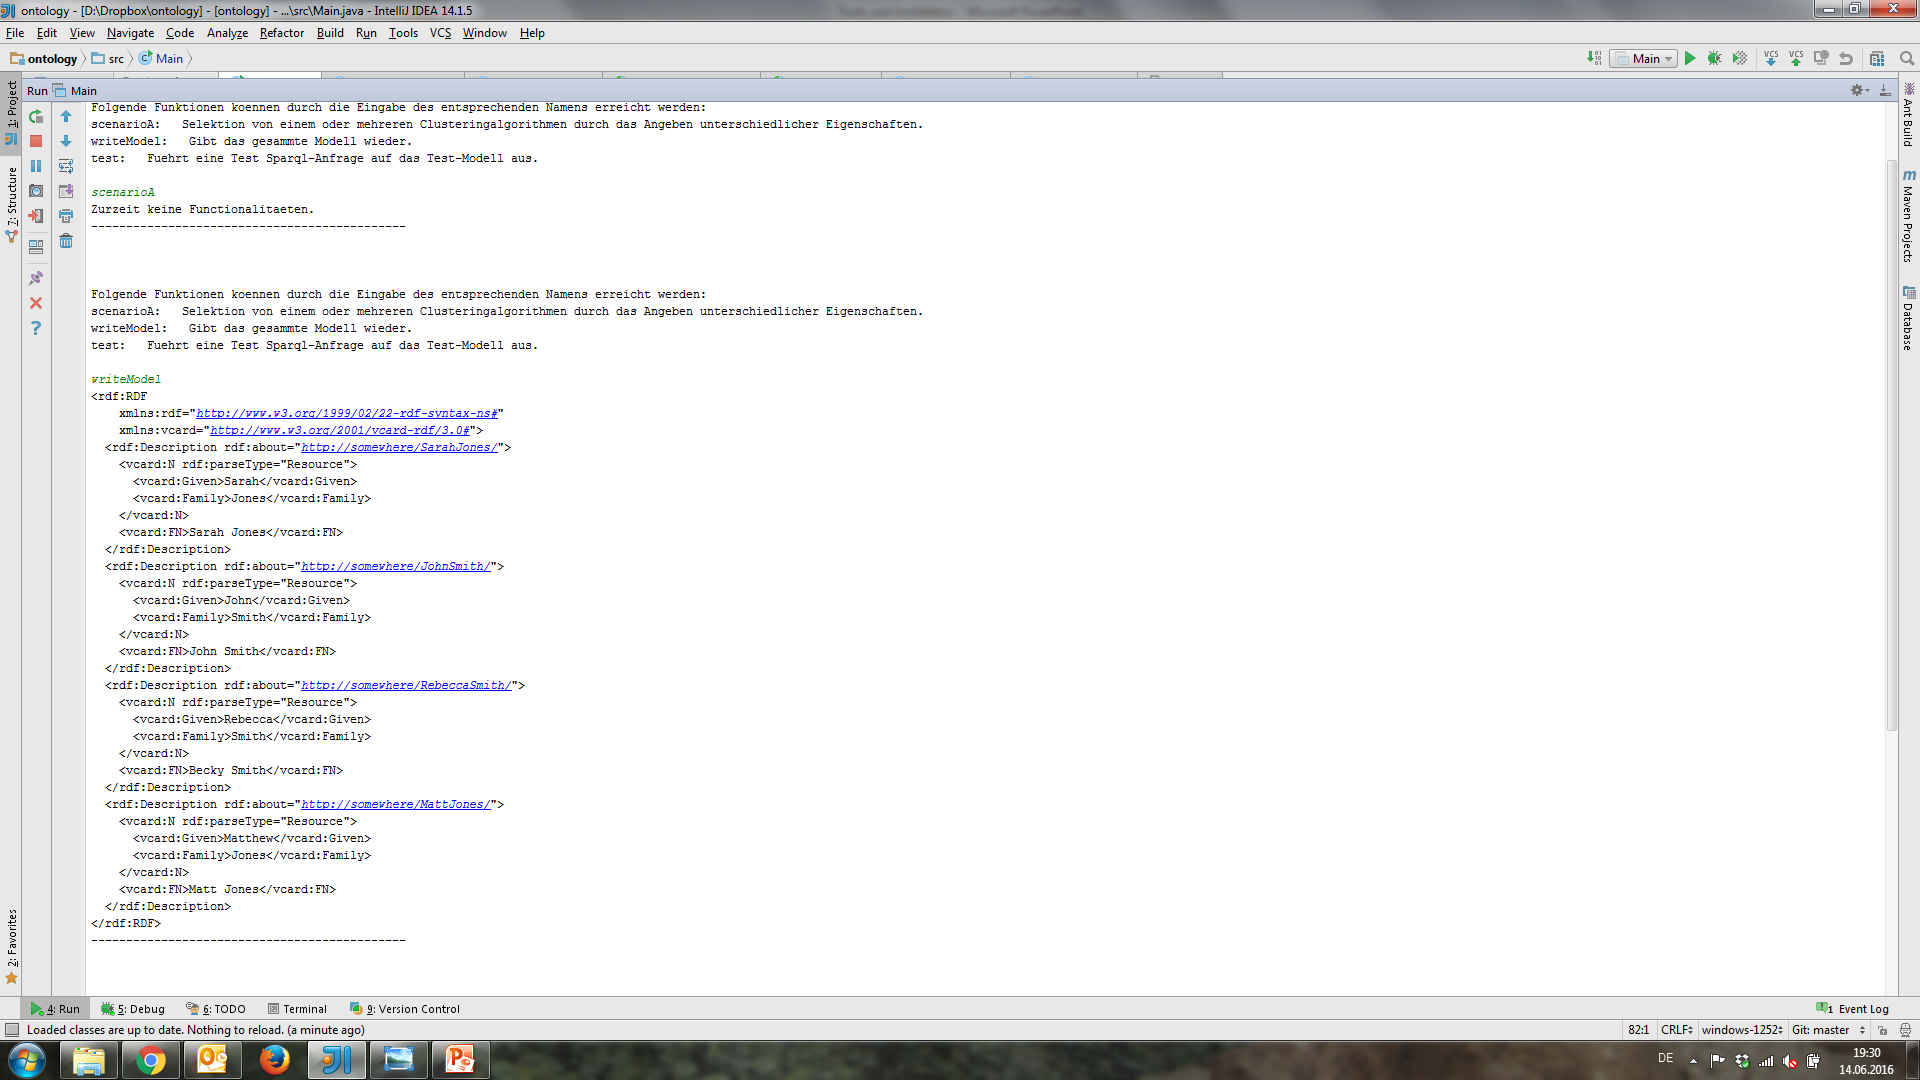 ontology - [D:\Dropbox\ontology] - [ontology] - ...\src\Main.java - IntelliJ IDEA 14.1.5
File Edit View Navigate Code Analyze Refactor Build Run Tools VCS Window Help
ontology src Main
Main
VCS VCS
Run Main
1: Project
7: Structure
2: Favorites
Ant Build
Maven Projects
Database
Folgende Funktionen koennen durch die Eingabe des entsprechenden Namens erreicht werden:
scenarioA:   Selektion von einem oder mehreren Clusteringalgorithmen durch das Angeben unterschiedlicher Eigenschaften.
writeModel:   Gibt das gesammte Modell wieder.
test:   Fuehrt eine Test Sparql-Anfrage auf das Test-Modell aus.
scenarioA
Zurzeit keine Functionalitaeten.
---------------------------------------------
Folgende Funktionen koennen durch die Eingabe des entsprechenden Namens erreicht werden:
scenarioA:   Selektion von einem oder mehreren Clusteringalgorithmen durch das Angeben unterschiedlicher Eigenschaften.
writeModel:   Gibt das gesammte Modell wieder.
test:   Fuehrt eine Test Sparql-Anfrage auf das Test-Modell aus.
writeModel
<rdf:RDF
    xmlns:rdf="http://www.w3.org/1999/02/22-rdf-syntax-ns#"
    xmlns:vcard="http://www.w3.org/2001/vcard-rdf/3.0#">
  <rdf:Description rdf:about="http://somewhere/SarahJones/">
    <vcard:N rdf:parseType="Resource">
      <vcard:Given>Sarah</vcard:Given>
      <vcard:Family>Jones</vcard:Family>
    </vcard:N>
    <vcard:FN>Sarah Jones</vcard:FN>
  </rdf:Description>
  <rdf:Description rdf:about="http://somewhere/JohnSmith/">
    <vcard:N rdf:parseType="Resource">
      <vcard:Given>John</vcard:Given>
      <vcard:Family>Smith</vcard:Family>
    </vcard:N>
    <vcard:FN>John Smith</vcard:FN>
  </rdf:Description>
  <rdf:Description rdf:about="http://somewhere/RebeccaSmith/">
    <vcard:N rdf:parseType="Resource">
      <vcard:Given>Rebecca</vcard:Given>
      <vcard:Family>Smith</vcard:Family>
    </vcard:N>
    <vcard:FN>Becky Smith</vcard:FN>
  </rdf:Description>
  <rdf:Description rdf:about="http://somewhere/MattJones/">
    <vcard:N rdf:parseType="Resource">
      <vcard:Given>Matthew</vcard:Given>
      <vcard:Family>Jones</vcard:Family>
    </vcard:N>
    <vcard:FN>Matt Jones</vcard:FN>
  </rdf:Description>
</rdf:RDF>
---------------------------------------------
4: Run 5: Debug 6: TODO Terminal 9: Version Control 1 Event Log
Loaded classes are up to date. Nothing to reload. (a minute ago) 82:1 CRLF windows-1252 Git: master
DE 19:30
14.06.2016